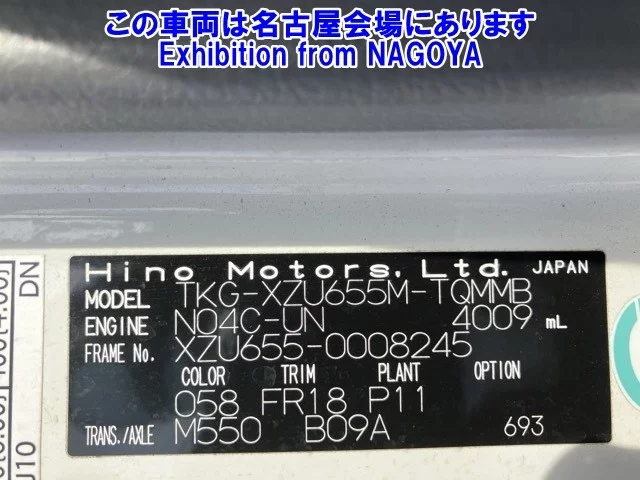 この車両は名古屋会場にあります
Exhibition from NAGOYA
Hino Motors, Ltd. JAPAN
MODEL TKG-XZU655M-TQMMB
ENGINE N04C-UN 4009 mL
FRAME No. XZU655-0008245
COLOR TRIM PLANT OPTION
058 FR18 P11
TRANS./AXLE M550 B09A 693
DN